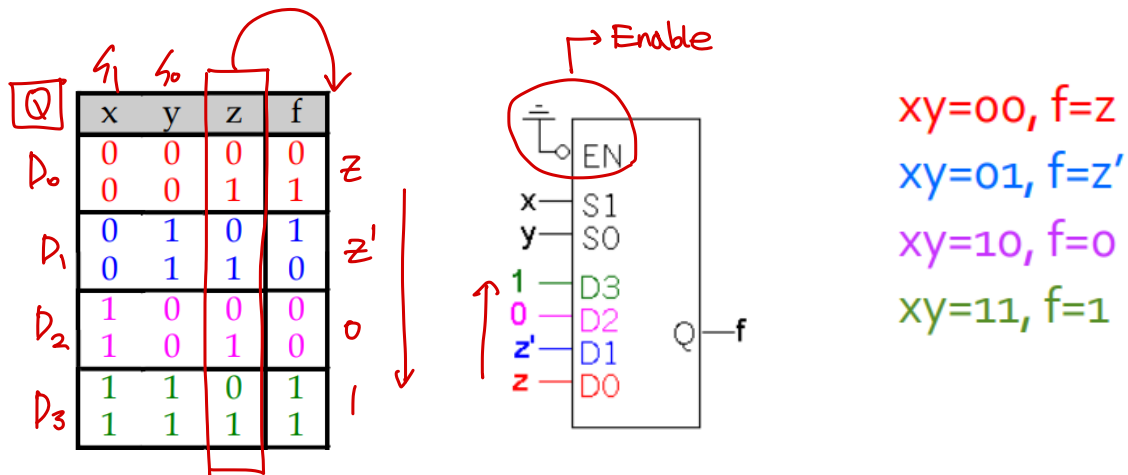 Enable
S1 S0
Q
x y z f
D0
0 0 0 0
0 0 1 1
z
D1
0 1 0 1
0 1 1 0
z'
D2
1 0 0 0
1 0 1 0
0
D3
1 1 0 1
1 1 1 1
1
EN
x S1
y S0
1 D3
0 D2
z' D1
z D0
Q f
xy=00, f=z
xy=01, f=z’
xy=10, f=0
xy=11, f=1